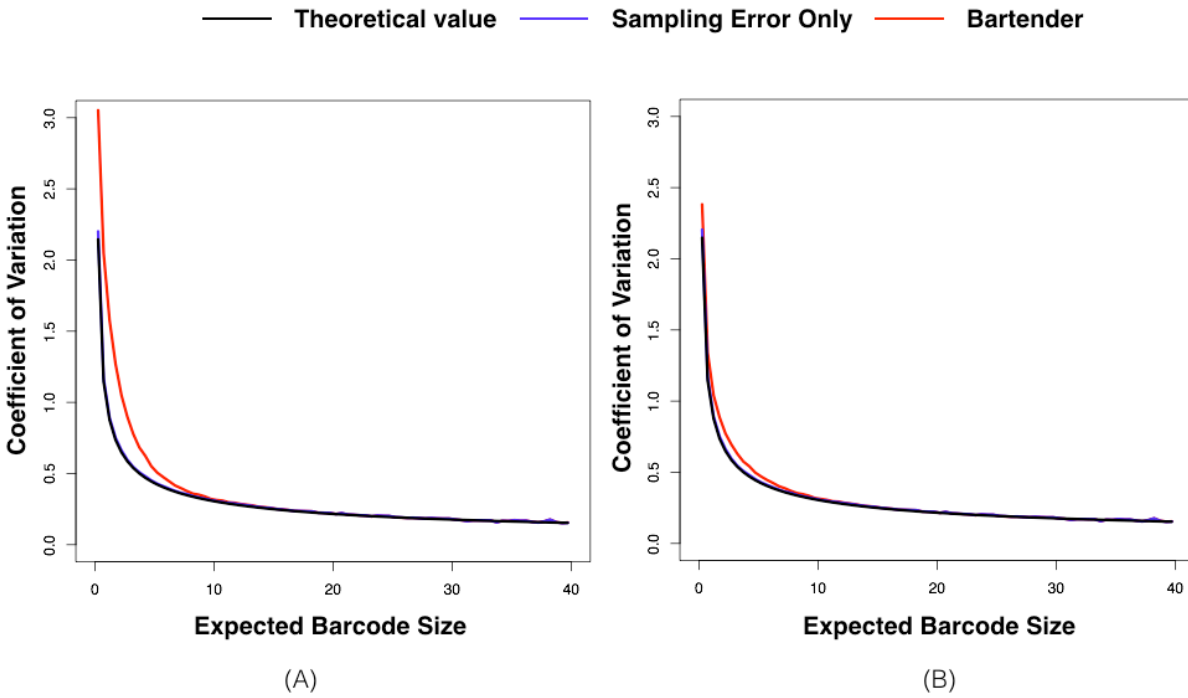 Theoretical value Sampling Error Only Bartender
Coefficient of Variation
3.0
2.5
2.0
1.5
1.0
0.5
0.0
0 10 20 30 40
Expected Barcode Size
(A)
Coefficient of Variation
3.0
2.5
2.0
1.5
1.0
0.5
0.0
0 10 20 30 40
Expected Barcode Size
(B)